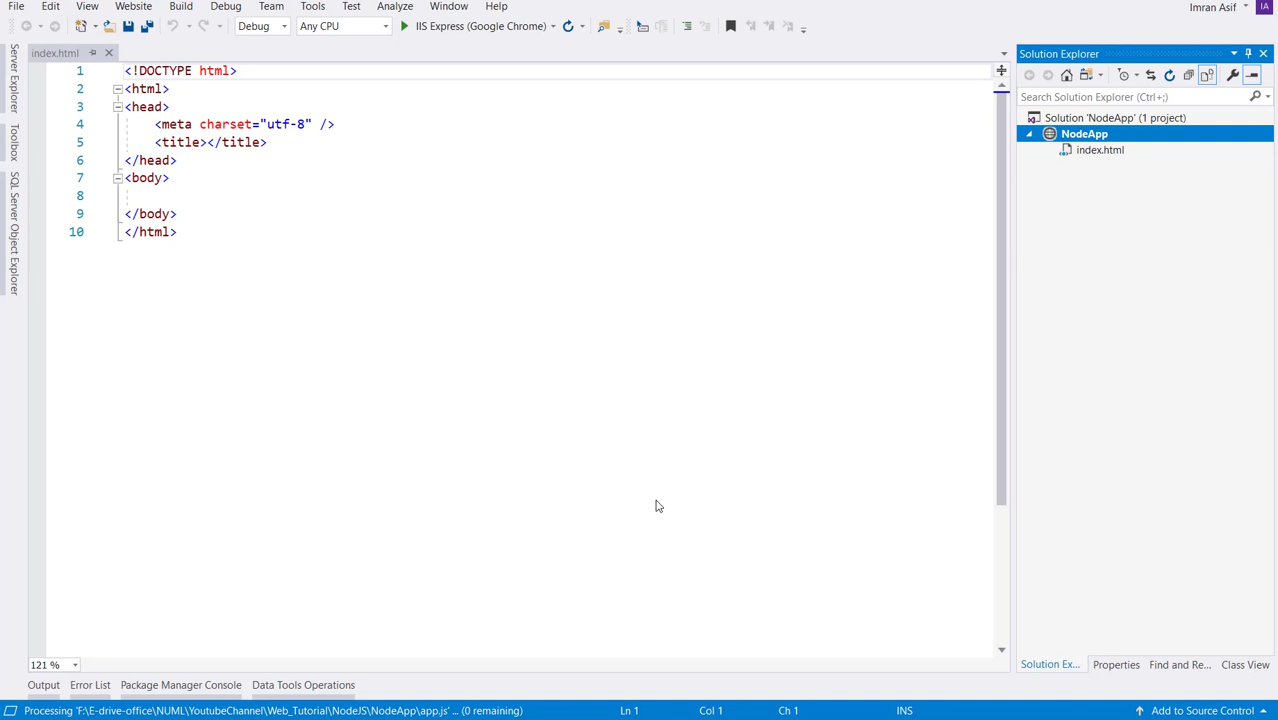 File Edit View Website Build Debug Team Tools Test Analyze Window Help
Imran Asif IA
Debug Any CPU IIS Express (Google Chrome)
index.html
Solution Explorer
Search Solution Explorer (Ctrl+;)
Solution 'NodeApp' (1 project)
NodeApp
index.html
Server Explorer
Toolbox
SQL Server Object Explorer
1 <!DOCTYPE html>
2 <html>
3 <head>
4 <meta charset="utf-8" />
5 <title></title>
6 </head>
7 <body>
8
9 </body>
10 </html>
121 %
Solution Ex... Properties Find and Re... Class View
Output Error List Package Manager Console Data Tools Operations
Processing 'F:\E-drive-office\NUML\YoutubeChannel\Web_Tutorial\NodeJS\NodeApp\app.js' ... (0 remaining) Ln 1 Col 1 Ch 1 INS Add to Source Control